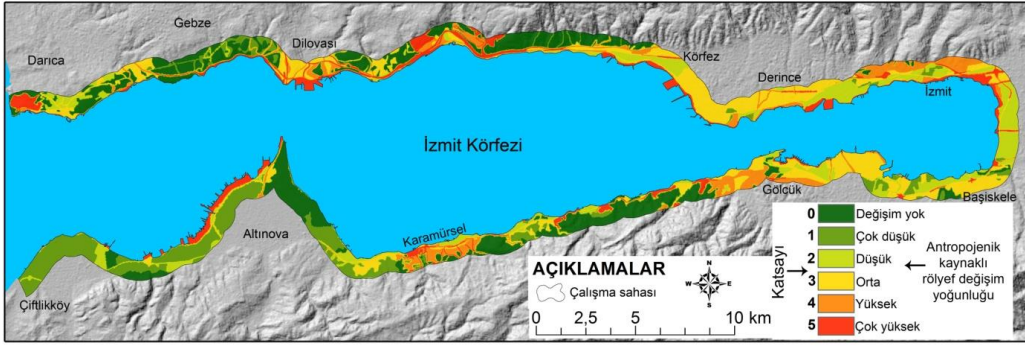 Gebze
Darıca
Dilovası
Körfez
Derince
İzmit
İzmit Körfezi
Gölcük
Başiskele
Karamürsel
Altınova
Çiftlikköy
AÇIKLAMALAR
Çalışma sahası
N
W E
S
0 2,5 5 10 km
Katsayı
0 Değişim yok
1 Çok düşük
2 Düşük
3 Orta
4 Yüksek
5 Çok yüksek
Antropojenik
kaynaklı
rölyef değişim
yoğunluğu